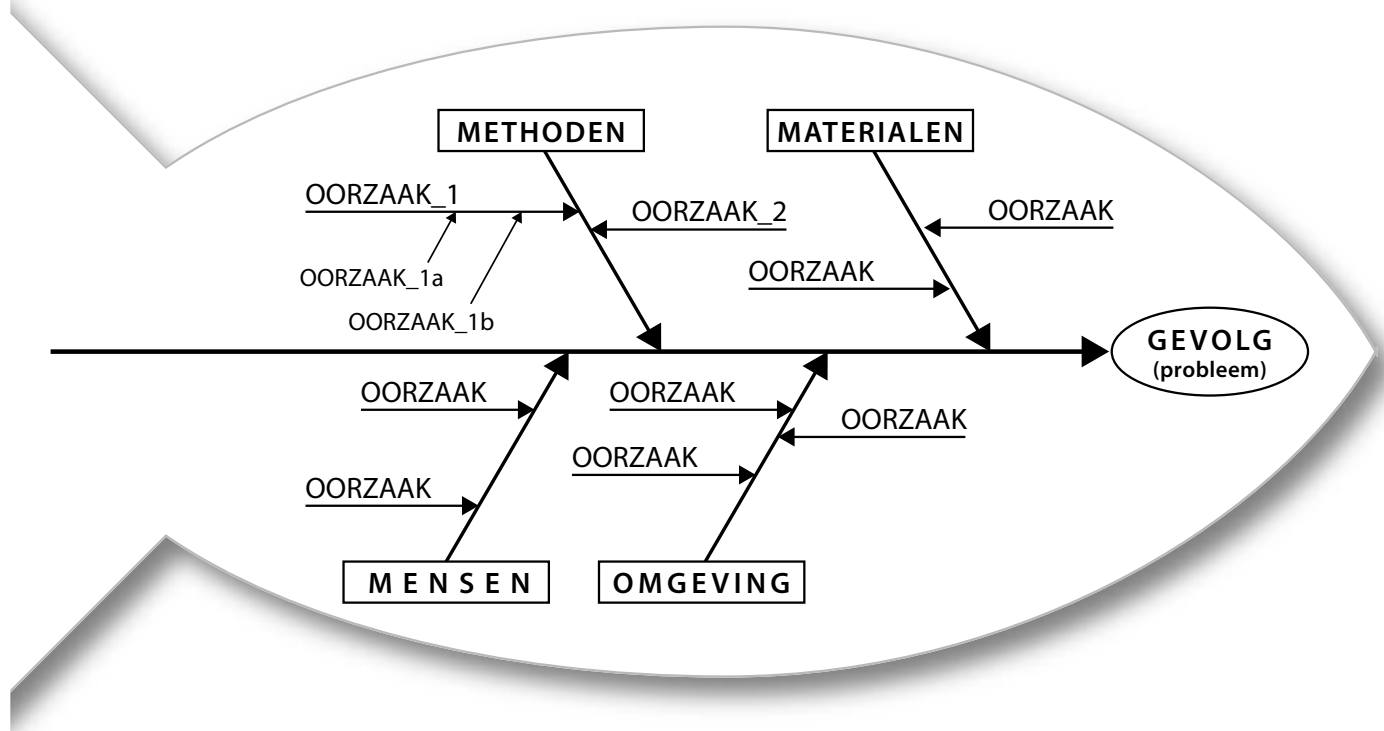 METHODEN
MATERIALEN
OORZAAK_1
OORZAAK_2
OORZAAK
OORZAAK
OORZAAK_1a
OORZAAK_1b
GEVOLG
(probleem)
OORZAAK
OORZAAK
OORZAAK
OORZAAK
OORZAAK
MENSEN
OMGEVING